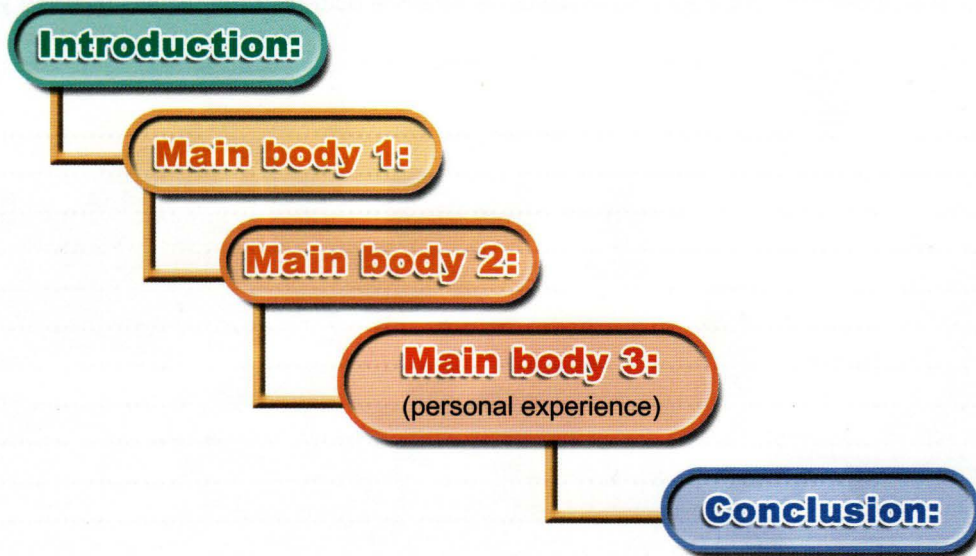 Introduction:
Main body 1:
Main body 2:
Main body 3:
(personal experience)
Conclusion: